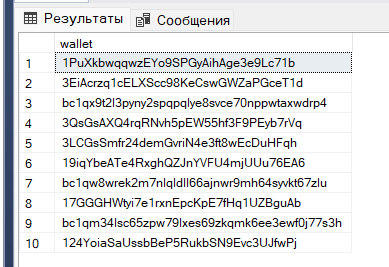 Результаты Сообщения
wallet
1 1PuXkbwqqwzEYo9SPGyAihAge3e9Lc71b
2 3EiAcrzq1cELXScc98KeCswGWZaPGceT1d
3 bc1qx9t2l3pyny2spqpqlye8svce70nppwtaxwdrp4
4 3QsGsAXQ4rqRNvh5pEW55hf3F9PEyb7rVq
5 3LCGsSmfr24demGvriN4e3ft8wEcDuHFqh
6 19iqYbeATe4RxghQZJnYVFU4mjUUu76EA6
7 bc1qw8wrek2m7nlqldll66ajnwr9mh64syvkt67zlu
8 17GGGHWtyi7e1rxnEpcKpE7fHq1UZBguAb
9 bc1qm34lsc65zpw79lxes69zkqmk6ee3ewf0j77s3h
10 124YoiaSaUssbBeP5RukbSN9Evc3UJfwPj